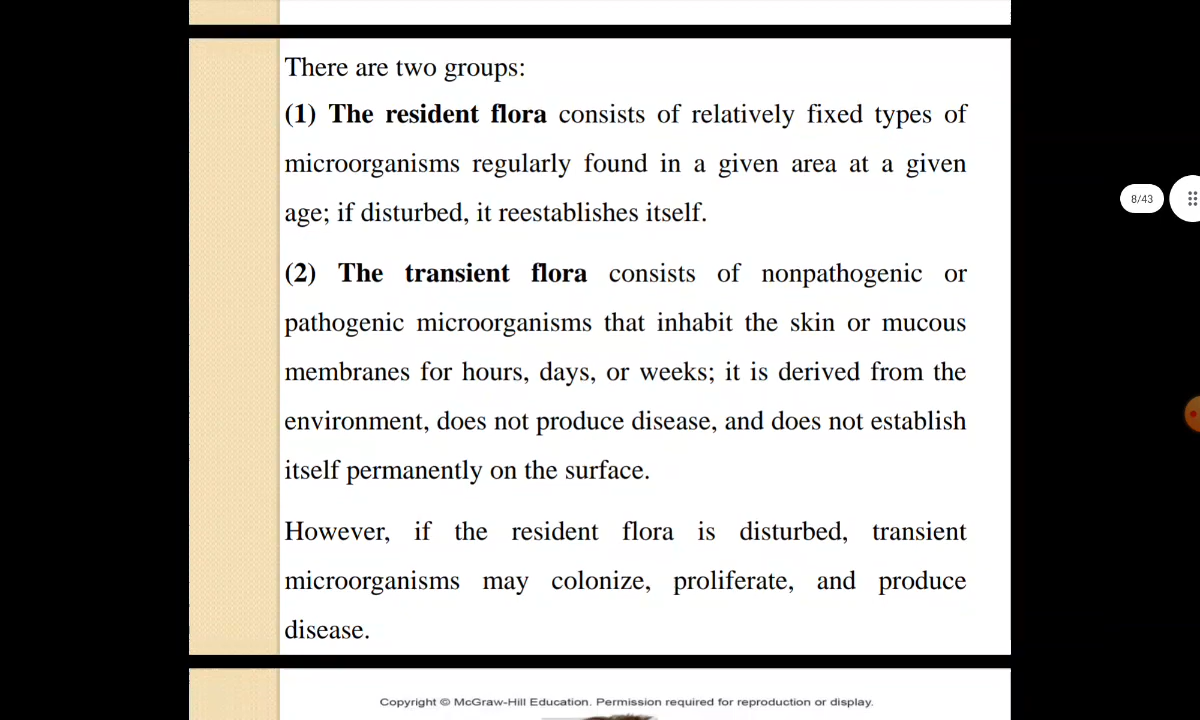 There are two groups:
(1) The resident flora consists of relatively fixed types of
microorganisms regularly found in a given area at a given
age; if disturbed, it reestablishes itself.
(2) The transient flora consists of nonpathogenic or
pathogenic microorganisms that inhabit the skin or mucous
membranes for hours, days, or weeks; it is derived from the
environment, does not produce disease, and does not establish
itself permanently on the surface.
However, if the resident flora is disturbed, transient
microorganisms may colonize, proliferate, and produce
disease.
8/43
Copyright © McGraw-Hill Education. Permission required for reproduction or display.